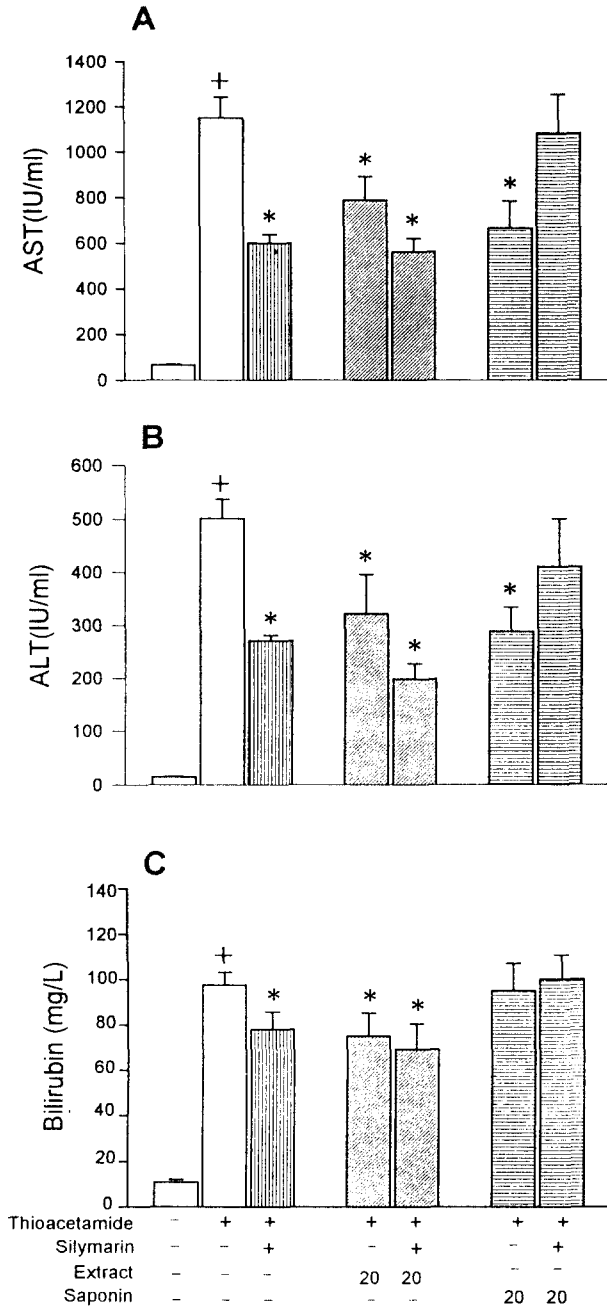 A
+
1400
1200
* * *
1000
*
800
600
400
200
0
AST(IU/ml)
B
+
600
500
* * *
400
*
300
200
100
0
ALT(IU/ml)
C
140
+
120
* * *
100
80
60
40
20
0
Bilirubin (mg/L)
Thioacetamide – + + + + + +
Silymarin – – + – + – +
Extract – – – 20 20 – –
Saponin – – – – – 20 20